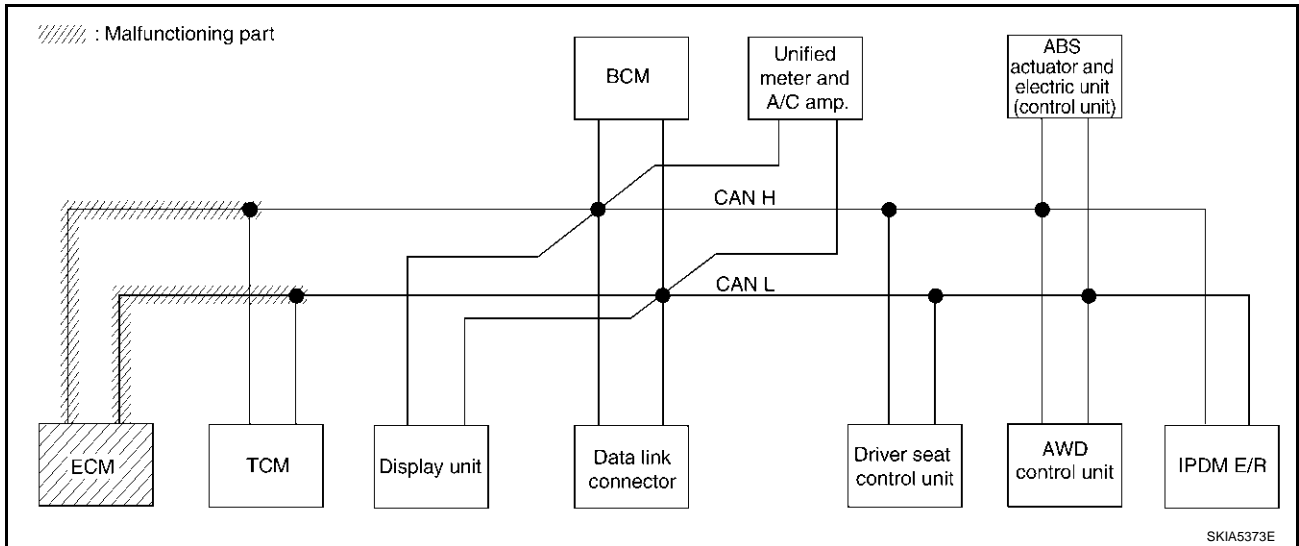 : Malfunctioning part
BCM
Unified
meter and
A/C amp.
ABS
actuator and
electric unit
(control unit)
CAN H
CAN L
ECM
TCM
Display unit
Data link
connector
Driver seat
control unit
AWD
control unit
IPDM E/R
SKIA5373E